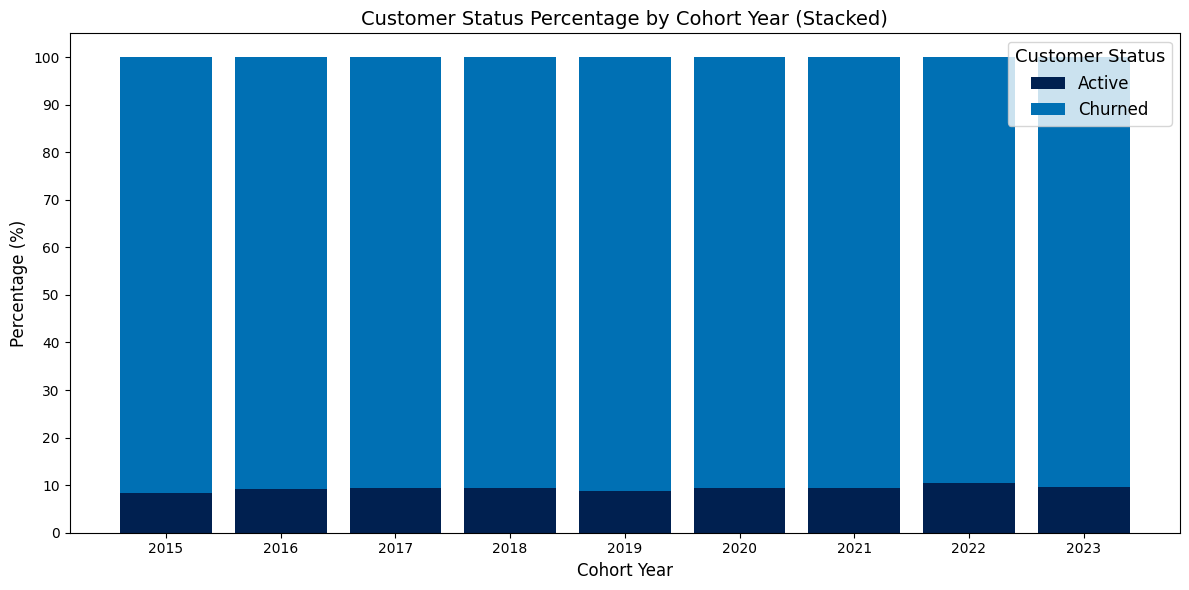 Customer Status Percentage by Cohort Year (Stacked)
Customer Status
Active
Churned
Percentage (%)
100
90
80
70
60
50
40
30
20
10
0
2015 2016 2017 2018 2019 2020 2021 2022 2023
Cohort Year